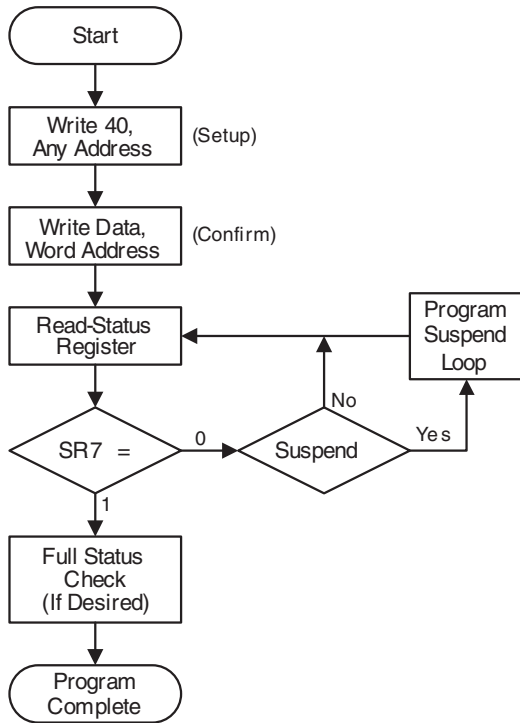 Start
Write 40,
Any Address
(Setup)
Write Data,
Word Address
(Confirm)
Read-Status
Register
Program
Suspend
Loop
No
SR7 =
0
Suspend
Yes
1
Full Status
Check
(If Desired)
Program
Complete